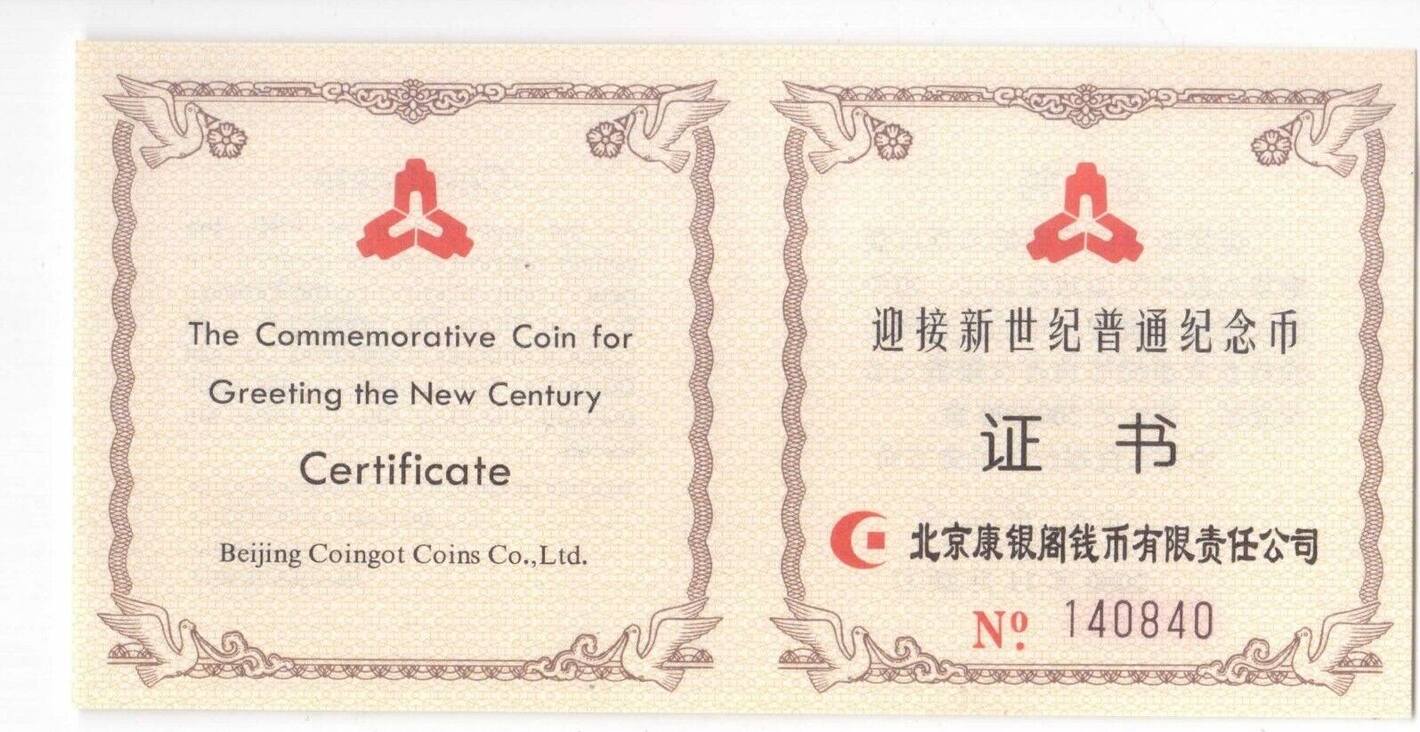 The Commemorative Coin for
Greeting the New Century
Certificate
Beijing Coingot Coins Co.,Ltd.
迎接新世纪普通纪念币
证 书
北京康银阁钱币有限责任公司
Nº. 140840